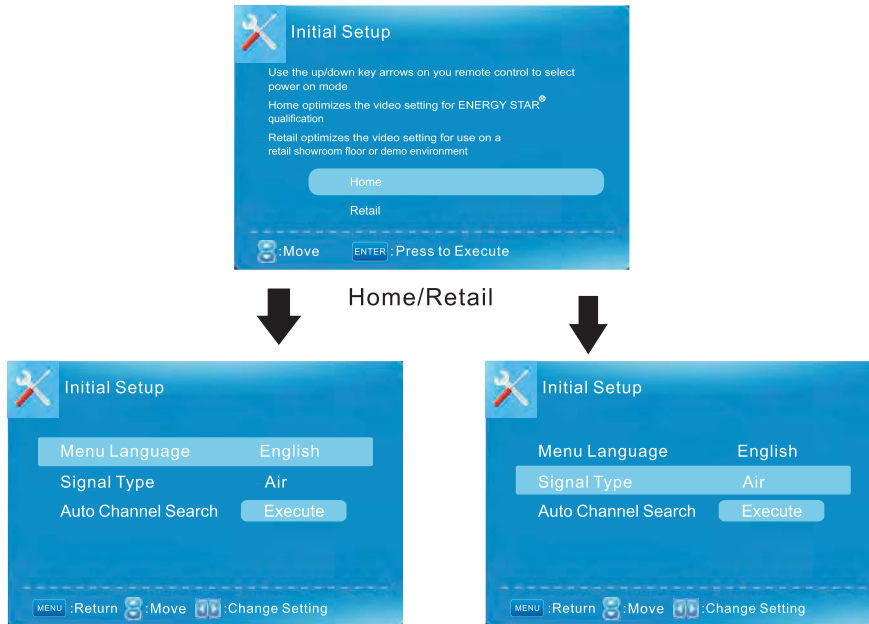 Initial Setup
Use the up/down key arrows on you remote control to select
power on mode
Home optimizes the video setting for ENERGY STAR®
qualification
Retail optimizes the video setting for use on a
retail showroom floor or demo environment
Home
Retail
:Move ENTER :Press to Execute
Home/Retail
Initial Setup
Menu Language English
Signal Type Air
Auto Channel Search Execute
MENU :Return :Move :Change Setting
Initial Setup
Menu Language English
Signal Type Air
Auto Channel Search Execute
MENU :Return :Move :Change Setting